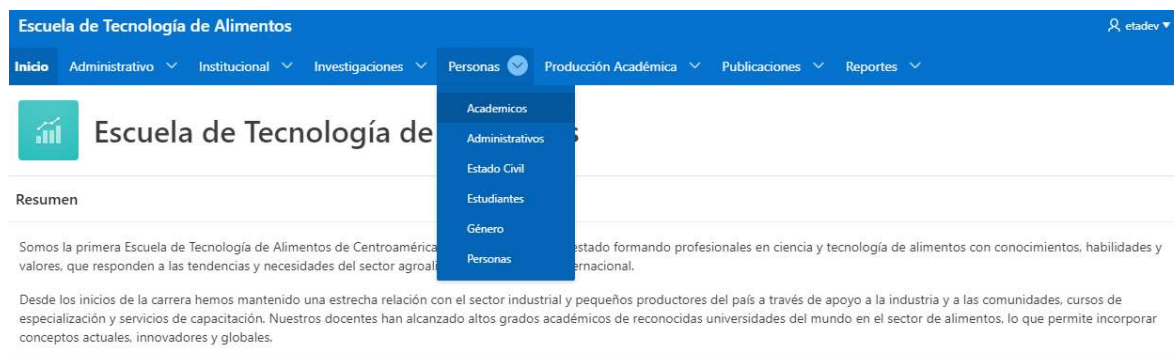 Escuela de Tecnología de Alimentos
etadev
Inicio Administrativo Institucional Investigaciones Personas Producción Académica Publicaciones Reportes
Academicos
Administrativos
Estado Civil
Estudiantes
Género
Personas
Escuela de Tecnología de
Resumen
Somos la primera Escuela de Tecnología de Alimentos de Centroamérica estado formando profesionales en ciencia y tecnología de alimentos con conocimientos, habilidades y
valores, que responden a las tendencias y necesidades del sector
Desde los inicios de la carrera hemos mantenido una estrecha relación con el sector industrial y pequeños productores del país a través de apoyo a la industria y a las comunidades, cursos de
especialización y servicios de capacitación. Nuestros docentes han alcanzado altos grados académicos de reconocidas universidades del mundo en el sector de alimentos, lo que permite incorporar
conceptos actuales, innovadores y globales.